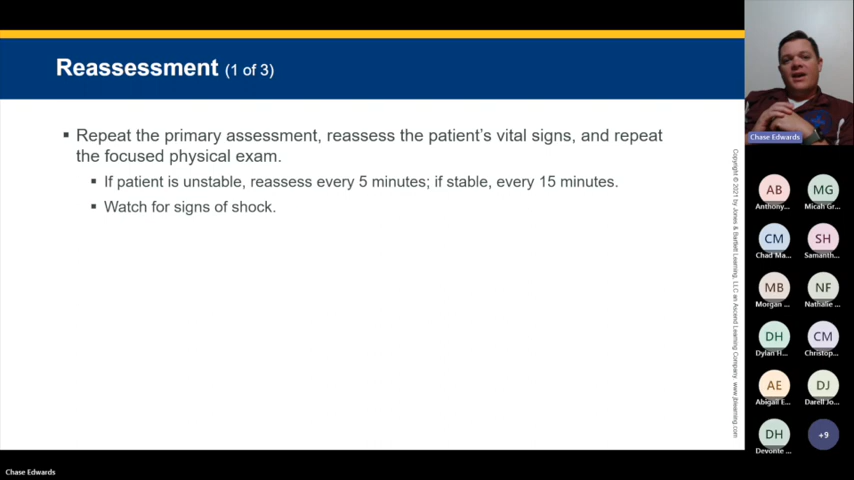 Reassessment (1 of 3)
▪ Repeat the primary assessment, reassess the patient's vital signs, and repeat
the focused physical exam.
▪ If patient is unstable, reassess every 5 minutes; if stable, every 15 minutes.
▪ Watch for signs of shock.
Copyright © 2021 by Jones & Bartlett Learning, LLC an Ascend Learning Company. www.jblearning.com
Chase Edwards
AB
MG
Anthony...
Micah Gr...
CM
SH
Chad Ma...
Samanth...
MB
NF
Morgan ...
Nathalie ...
DH
CM
Dylan H...
Christop...
AE
DJ
Abigail E...
Darell Jo...
DH
+9
Devonte ...
Chase Edwards